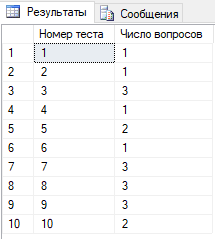 Результаты Сообщения
Номер теста Число вопросов
1 1 1
2 2 1
3 3 3
4 4 1
5 5 2
6 6 1
7 7 3
8 8 3
9 9 3
10 10 2